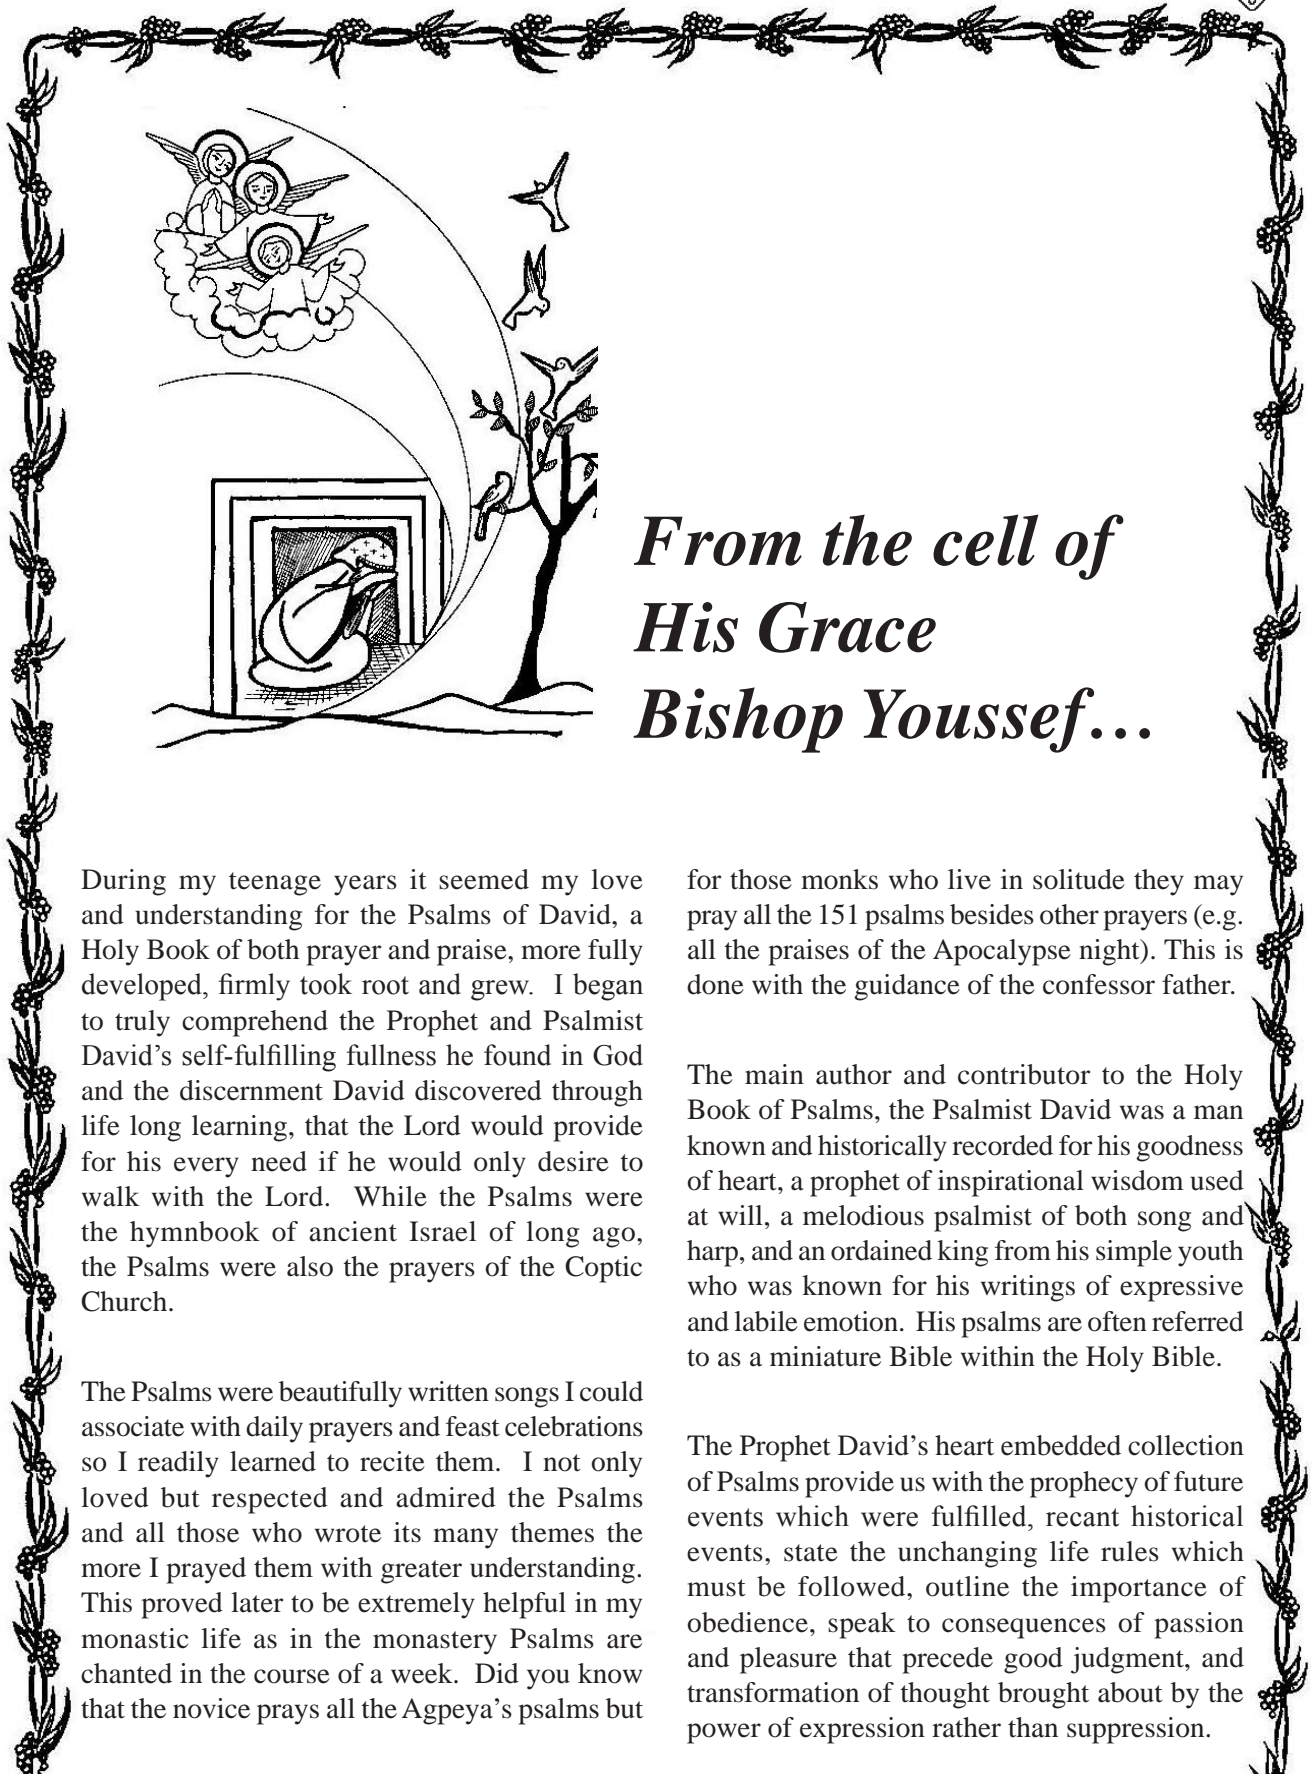 From the cell of
His Grace
Bishop Youssef…
During my teenage years it seemed my love
and understanding for the Psalms of David, a
Holy Book of both prayer and praise, more fully
developed, firmly took root and grew. I began
to truly comprehend the Prophet and Psalmist
David’s self-fulfilling fullness he found in God
and the discernment David discovered through
life long learning, that the Lord would provide
for his every need if he would only desire to
walk with the Lord. While the Psalms were
the hymnbook of ancient Israel of long ago,
the Psalms were also the prayers of the Coptic
Church.
The Psalms were beautifully written songs I could
associate with daily prayers and feast celebrations
so I readily learned to recite them. I not only
loved but respected and admired the Psalms
and all those who wrote its many themes the
more I prayed them with greater understanding.
This proved later to be extremely helpful in my
monastic life as in the monastery Psalms are
chanted in the course of a week. Did you know
that the novice prays all the Agpeya’s psalms but
for those monks who live in solitude they may
pray all the 151 psalms besides other prayers (e.g.
all the praises of the Apocalypse night). This is
done with the guidance of the confessor father.
The main author and contributor to the Holy
Book of Psalms, the Psalmist David was a man
known and historically recorded for his goodness
of heart, a prophet of inspirational wisdom used
at will, a melodious psalmist of both song and
harp, and an ordained king from his simple youth
who was known for his writings of expressive
and labile emotion. His psalms are often referred
to as a miniature Bible within the Holy Bible.
The Prophet David’s heart embedded collection
of Psalms provide us with the prophecy of future
events which were fulfilled, recant historical
events, state the unchanging life rules which
must be followed, outline the importance of
obedience, speak to consequences of passion
and pleasure that precede good judgment, and
transformation of thought brought about by the
power of expression rather than suppression.